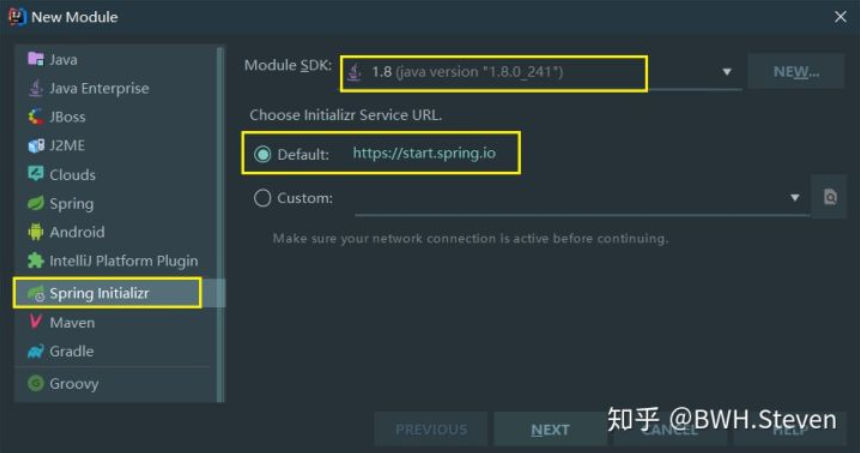 New Module
Java
Java Enterprise
JBoss
J2ME
Clouds
Spring
Android
IntelliJ Platform Plugin
Spring Initializr
Maven
Gradle
Groovy
Module SDK: 1.8 (java version "1.8.0_241") NEW...
Choose Initializr Service URL.
Default: https://start.spring.io
Custom:
Make sure your network connection is active before continuing.
PREVIOUS NEXT CANCEL HELP
知乎 @BWH.Steven